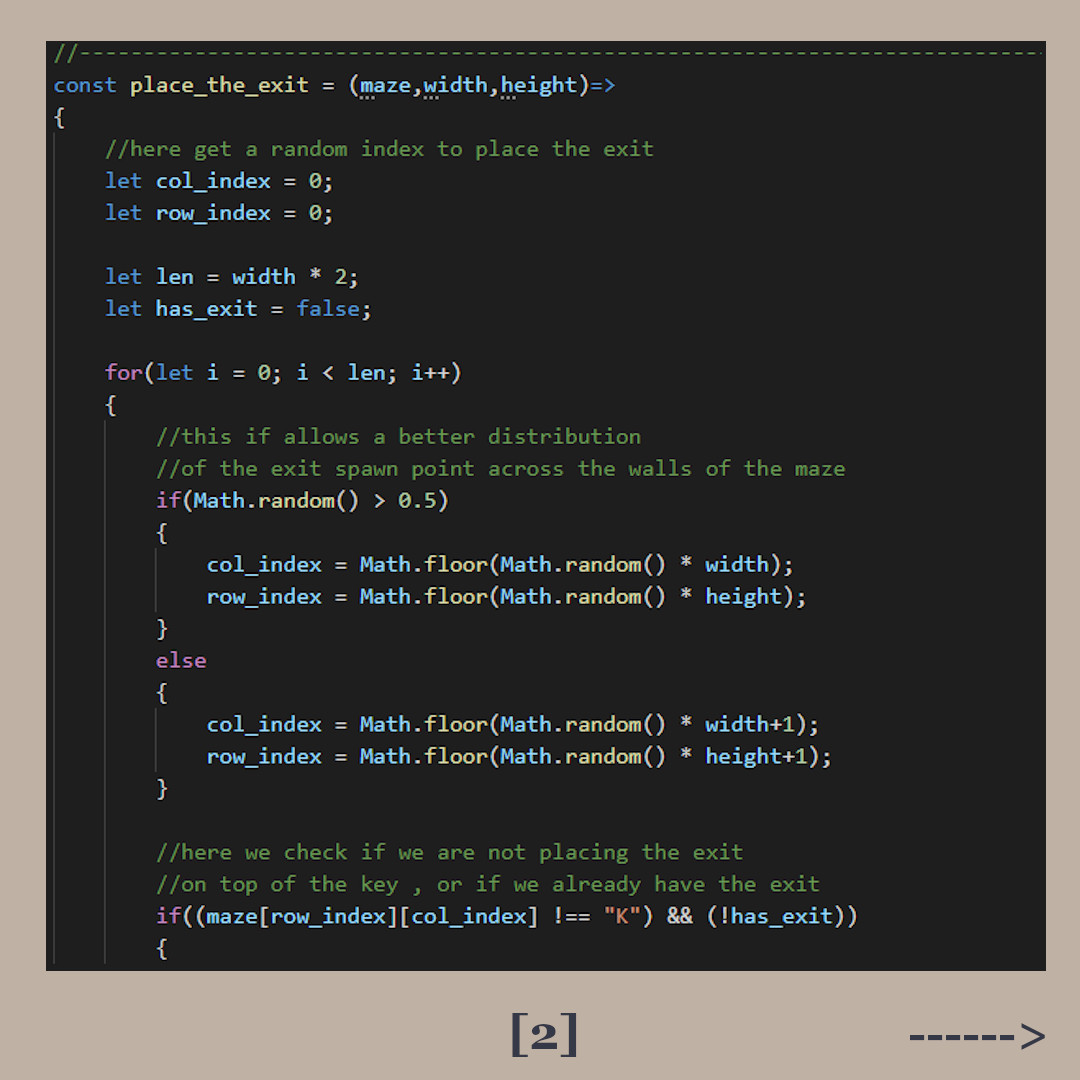 //---------------------------------------------------------------------------
const place_the_exit = (maze,width,height)=>
{
    //here get a random index to place the exit
    let col_index = 0;
    let row_index = 0;

    let len = width * 2;
    let has_exit = false;

    for(let i = 0; i < len; i++)
    {
        //this if allows a better distribution
        //of the exit spawn point across the walls of the maze
        if(Math.random() > 0.5)
        {
            col_index = Math.floor(Math.random() * width);
            row_index = Math.floor(Math.random() * height);
        }
        else
        {
            col_index = Math.floor(Math.random() * width+1);
            row_index = Math.floor(Math.random() * height+1);
        }

        //here we check if we are not placing the exit
        //on top of the key , or if we already have the exit
        if((maze[row_index][col_index] !== "K") && (!has_exit))
        {
[2]
------>